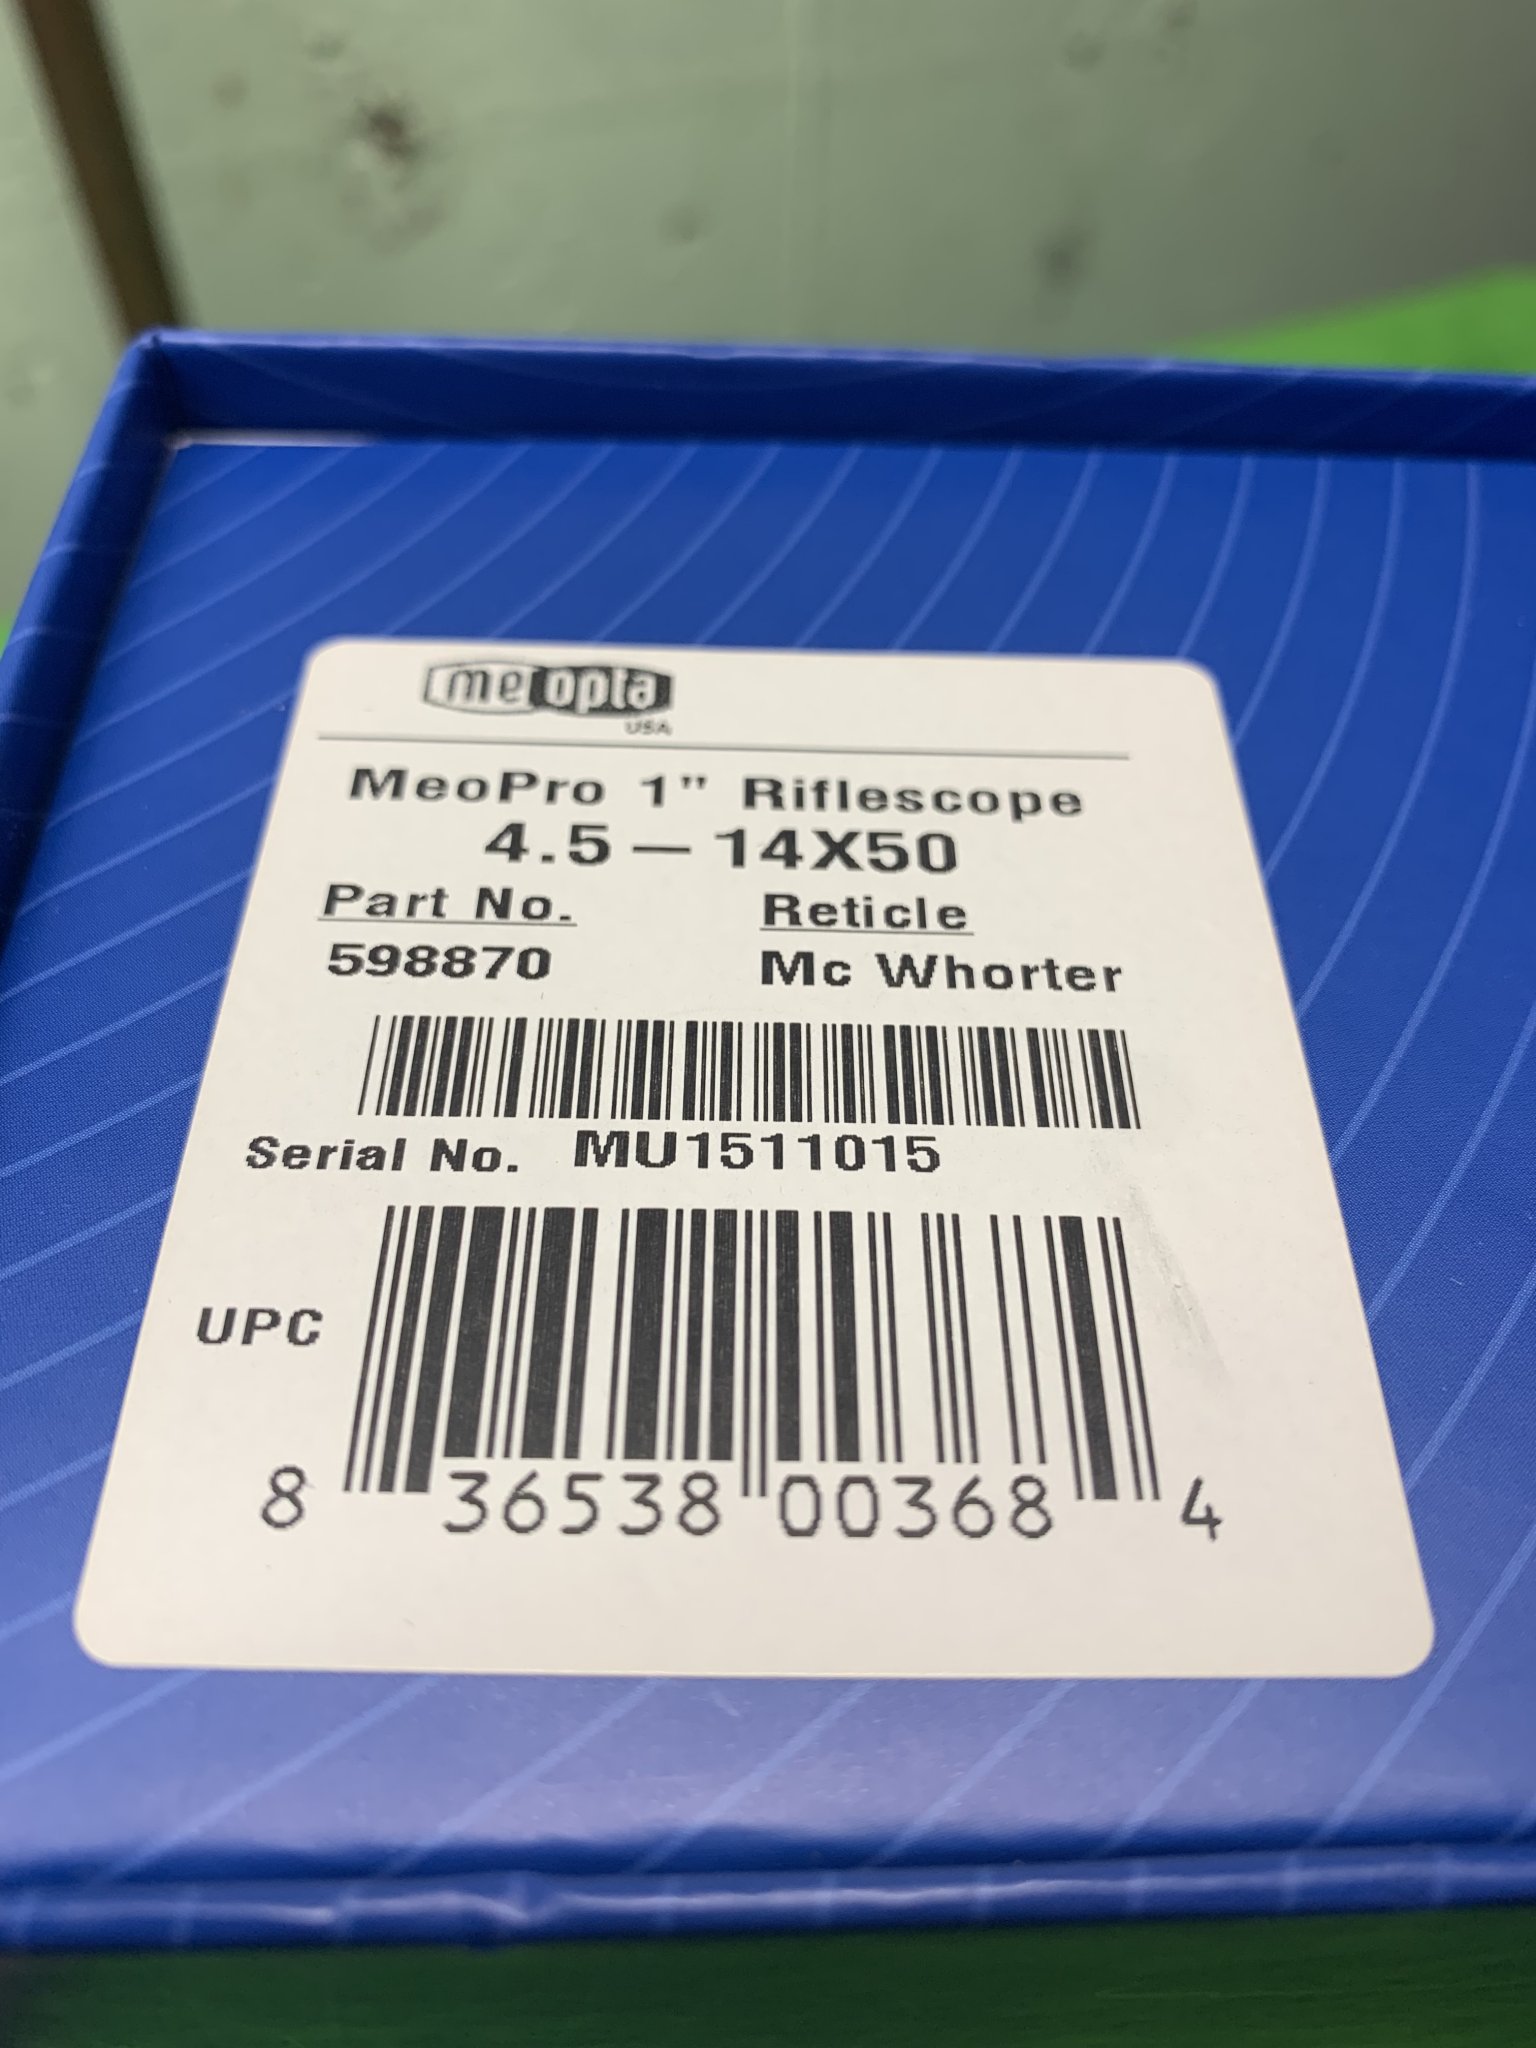 meopta
USA
MeoPro 1" Riflescope
4.5-14X50
Part No. Reticle
598870 Mc Whorter
Serial No. MU1511015
UPC
8 36538 00368 4